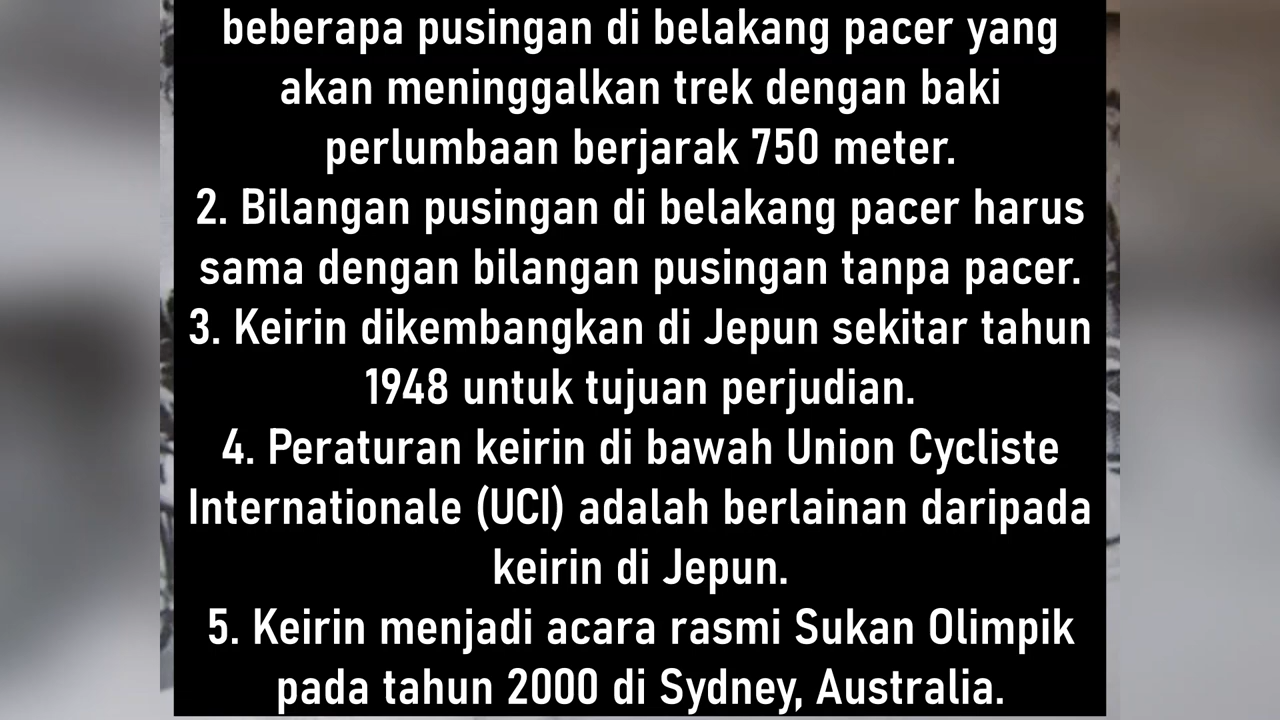 beberapa pusingan di belakang pacer yang
akan meninggalkan trek dengan baki
perlumbaan berjarak 750 meter.
2. Bilangan pusingan di belakang pacer harus
sama dengan bilangan pusingan tanpa pacer.
3. Keirin dikembangkan di Jepun sekitar tahun
1948 untuk tujuan perjudian.
4. Peraturan keirin di bawah Union Cycliste
Internationale (UCI) adalah berlainan daripada
keirin di Jepun.
5. Keirin menjadi acara rasmi Sukan Olimpik
pada tahun 2000 di Sydney, Australia.